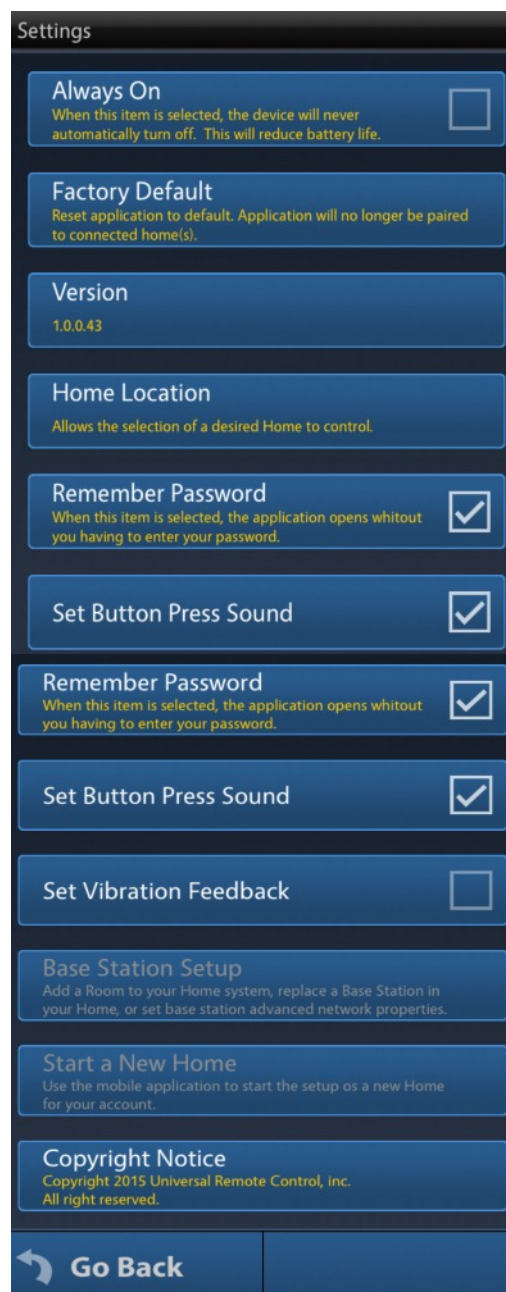 Settings
Always On
When this item is selected, the device will never
automatically turn off. This will reduce battery life.
Factory Default
Reset application to default. Application will no longer be paired
to connected home(s).
Version
1.0.0.43
Home Location
Allows the selection of a desired Home to control.
Remember Password
When this item is selected, the application opens whitout
you having to enter your password.
Set Button Press Sound
Remember Password
When this item is selected, the application opens whitout
you having to enter your password.
Set Button Press Sound
Set Vibration Feedback
Base Station Setup
Add a Room to your Home system, replace a Base Station in
your Home, or set base station advanced network properties.
Start a New Home
Use the mobile application to start the setup os a new Home
for your account.
Copyright Notice
Copyright 2015 Universal Remote Control, inc.
All right reserved.
Go Back